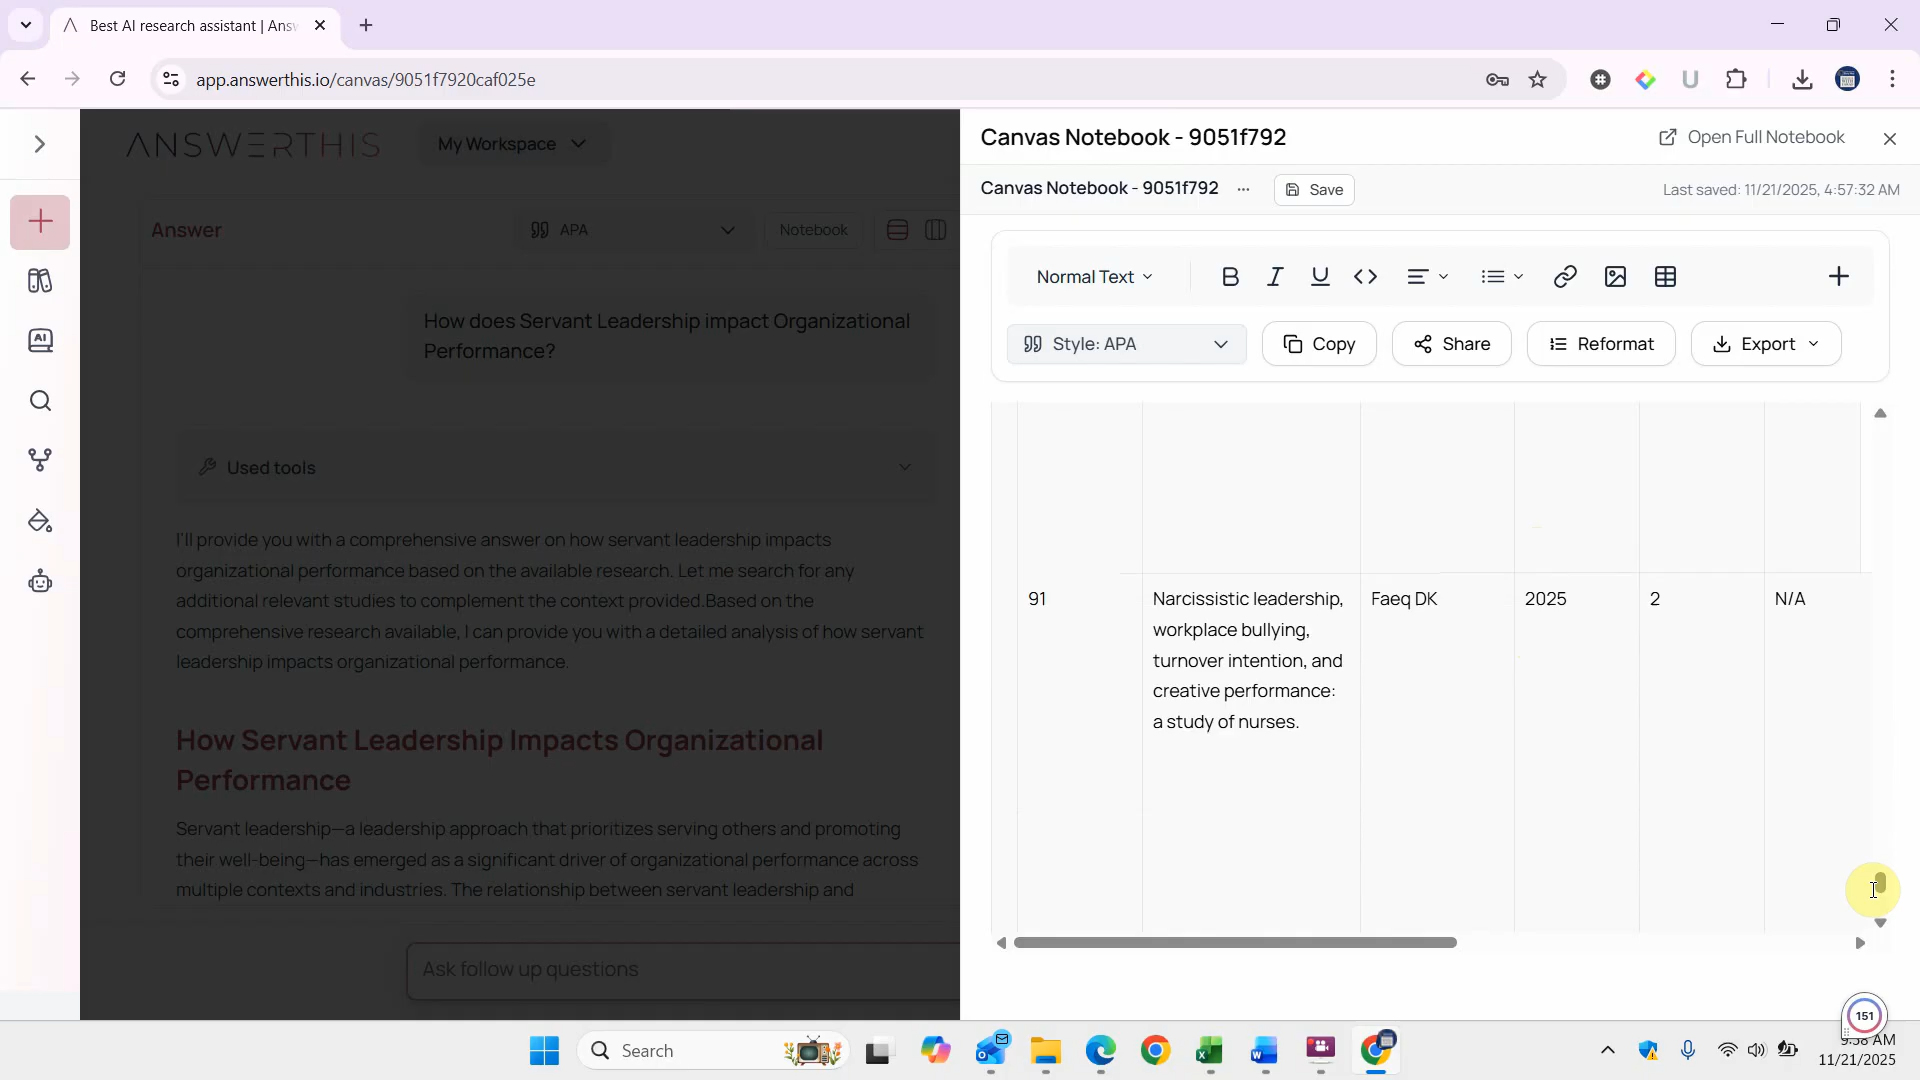 Best AI research assistant | Ans
app.answerthis.io/canvas/9051f7920caf025e
ANSWERTHIS
My Workspace
Canvas Notebook - 9051f792
Open Full Notebook
Canvas Notebook - 9051f792
...
Save
Last saved: 11/21/2025, 4:57:32 AM
Answer
APA
Notebook
Normal Text
B
I
U
Style: APA
Copy
Share
Reformat
Export
How does Servant Leadership impact Organizational
Performance?
AI
Used tools
I'll provide you with a comprehensive answer on how servant leadership impacts
organizational performance based on the available research. Let me search for any
additional relevant studies to complement the context provided.Based on the
comprehensive research available, I can provide you with a detailed analysis of how servant
leadership impacts organizational performance.
How Servant Leadership Impacts Organizational
Performance
Servant leadership—a leadership approach that prioritizes serving others and promoting
their well-being—has emerged as a significant driver of organizational performance across
multiple contexts and industries. The relationship between servant leadership and
91
Narcissistic leadership,
workplace bullying,
turnover intention, and
creative performance:
a study of nurses.
Faeq DK
2025
2
N/A
Ask follow up questions
151
Search
9:58 AM
11/21/2025